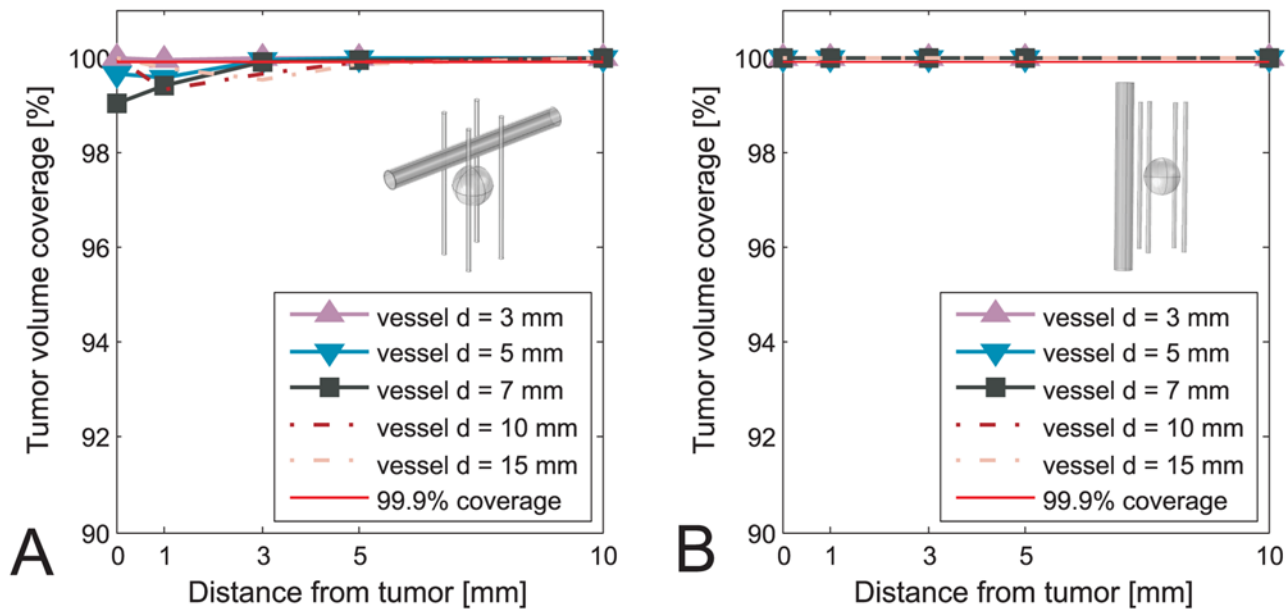 Tumor volume coverage [%]
100
98
96
94
92
90
vessel d = 3 mm
vessel d = 5 mm
vessel d = 7 mm
vessel d = 10 mm
vessel d = 15 mm
99.9% coverage
0 1 3 5 10
Distance from tumor [mm]
A
Tumor volume coverage [%]
100
98
96
94
92
90
vessel d = 3 mm
vessel d = 5 mm
vessel d = 7 mm
vessel d = 10 mm
vessel d = 15 mm
99.9% coverage
0 1 3 5 10
Distance from tumor [mm]
B